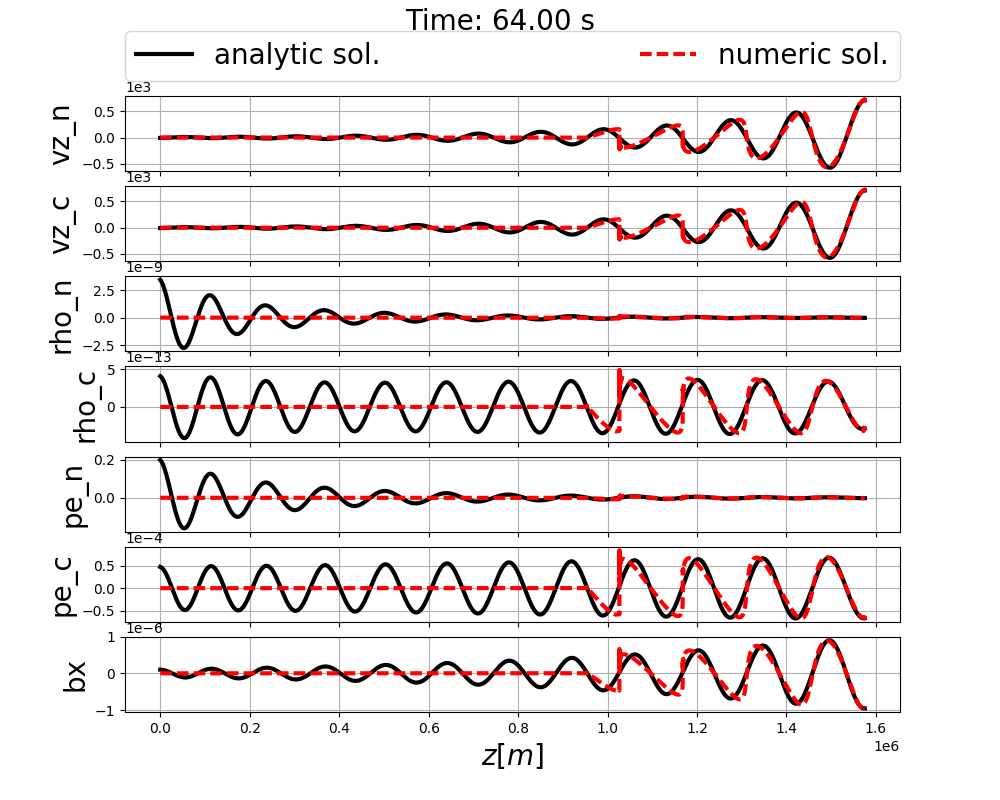 Time: 64.00 s
analytic sol. numeric sol.
1e3
vz_n
0.5
0.0
−0.5
1e3
vz_c
0.5
0.0
−0.5
1e−9
rho_n
2.5
0.0
−2.5
1e−13
rho_c
5
0
pe_n
0.2
0.0
1e−4
pe_c
0.5
0.0
−0.5
1e−6
bx
1
0
−1
0.0 0.2 0.4 0.6 0.8 1.0 1.2 1.4 1.6
1e6
z[m]